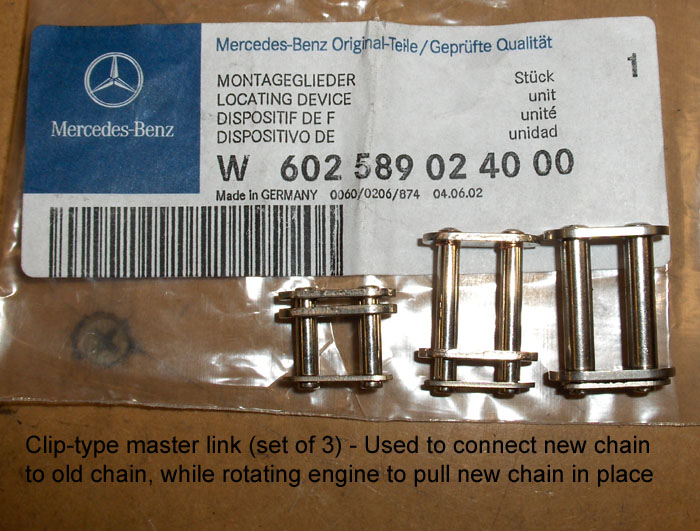 Mercedes-Benz Original-Teile/Geprüfte Qualität
Mercedes-Benz
MONTAGEGLIEDER Stück 1
LOCATING DEVICE unit
DISPOSITIF DE F unité
DISPOSITIVO DE unidad
W 602 589 02 40 00
Made in GERMANY 0060/0206/874 04.06.02
Clip-type master link (set of 3) - Used to connect new chain
to old chain, while rotating engine to pull new chain in place